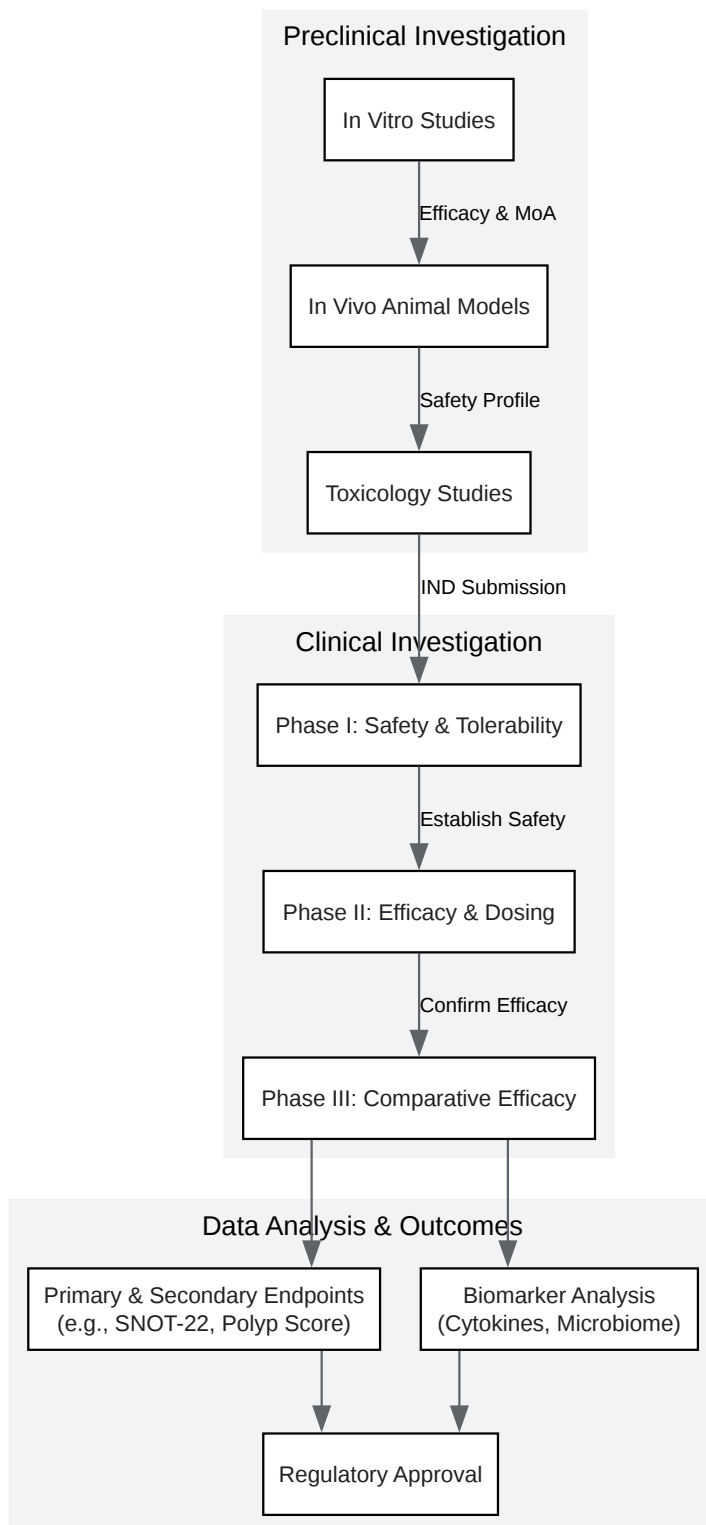 Preclinical Investigation
In Vitro Studies
Efficacy & MoA
In Vivo Animal Models
Safety Profile
Toxicology Studies
IND Submission
Clinical Investigation
Phase I: Safety & Tolerability
Establish Safety
Phase II: Efficacy & Dosing
Confirm Efficacy
Phase III: Comparative Efficacy
Data Analysis & Outcomes
Primary & Secondary Endpoints
(e.g., SNOT-22, Polyp Score)
Biomarker Analysis
(Cytokines, Microbiome)
Regulatory Approval